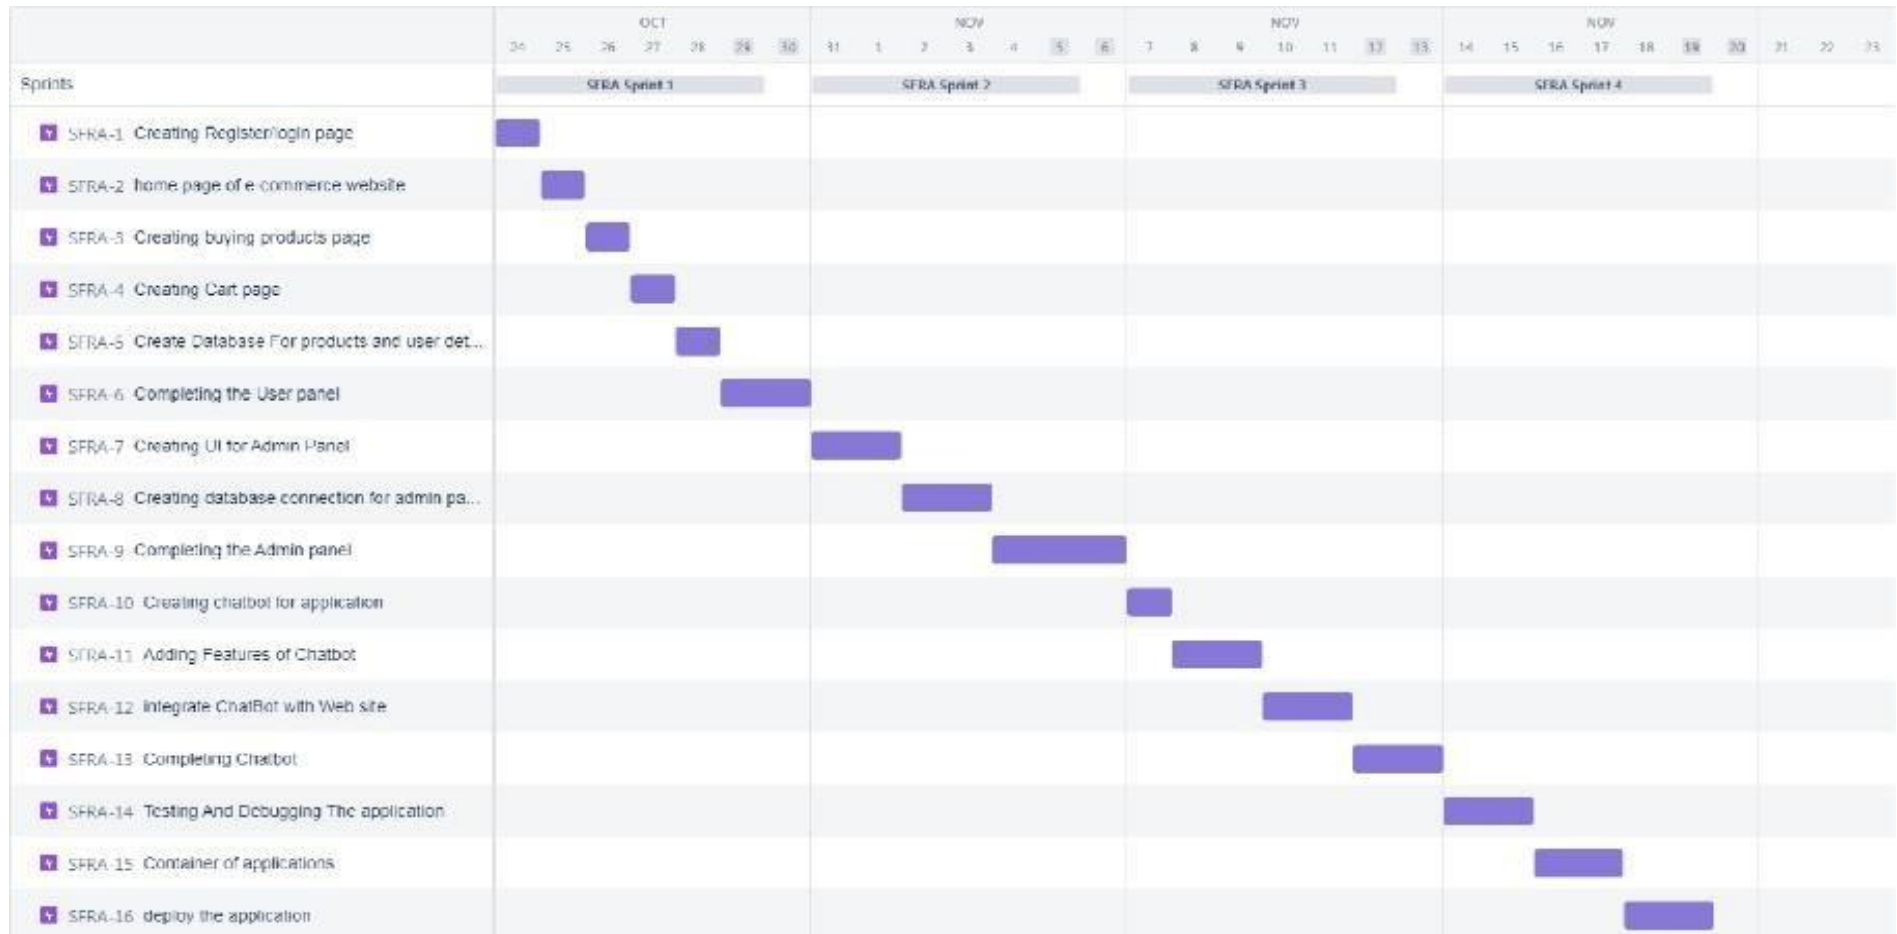 OCT NOV NOV NOV
24 25 26 27 28 29 30 31 1 2 3 4 5 6 7 8 9 10 11 12 13 14 15 16 17 18 19 20 21 22 23
Sprints SFRA Sprint 1 SFRA Sprint 2 SFRA Sprint 3 SFRA Sprint 4
SFRA-1 Creating Register/login page
SFRA-2 home page of e commerce website
SFRA-3 Creating buying products page
SFRA-4 Creating Cart page
SFRA-5 Create Database For products and user det...
SFRA-6 Completing the User panel
SFRA-7 Creating UI for Admin Panel
SFRA-8 Creating database connection for admin pa...
SFRA-9 Completing the Admin panel
SFRA-10 Creating chatbot for application
SFRA-11 Adding Features of Chatbot
SFRA-12 integrate ChatBot with Web site
SFRA-13 Completing Chatbot
SFRA-14 Testing And Debugging The application
SFRA-15 Container of applications
SFRA-16 deploy the application